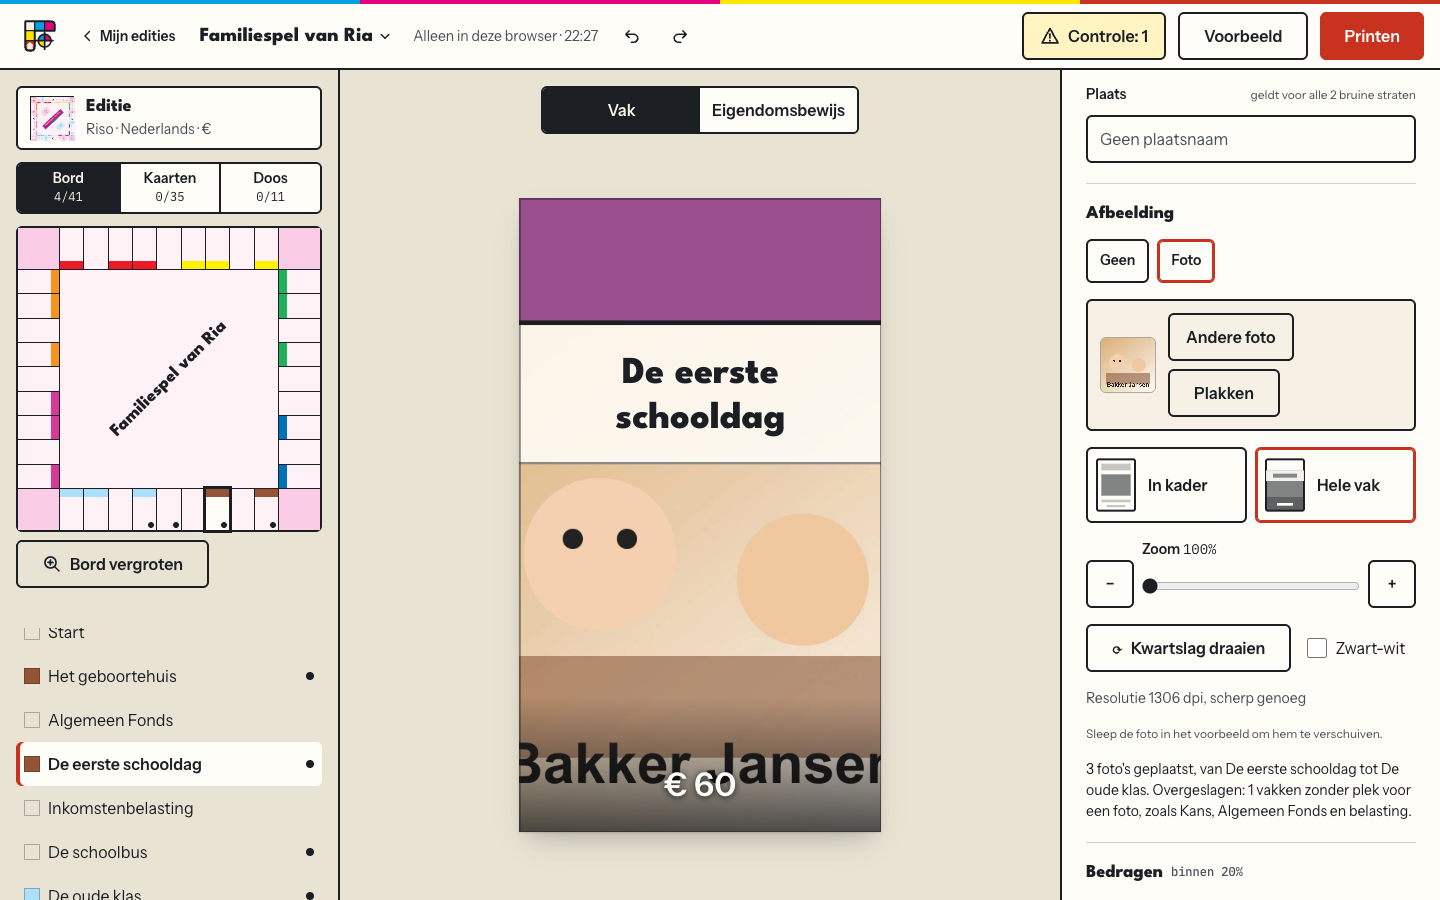 Mijn edities
Familiespel van Ria
Alleen in deze browser · 22:27
Controle: 1
Voorbeeld
Printen
Editie
Riso · Nederlands · €
Bord
4/41
Kaarten
0/35
Doos
0/11
Familiespel van Ria
Bord vergroten
Start
Het geboortehuis
Algemeen Fonds
De eerste schooldag
Inkomstenbelasting
De schoolbus
De oude klas
Vak
Eigendomsbewijs
De eerste
schooldag
Bakker Jansen
€ 60
Plaats
geldt voor alle 2 bruine straten
Geen plaatsnaam
Afbeelding
Geen
Foto
Bakker Jansen
Andere foto
Plakken
In kader
Hele vak
Zoom 100%
−
+
Kwartslag draaien
Zwart-wit
Resolutie 1306 dpi, scherp genoeg
Sleep de foto in het voorbeeld om hem te verschuiven.
3 foto's geplaatst, van De eerste schooldag tot De
oude klas. Overgeslagen: 1 vakken zonder plek voor
een foto, zoals Kans, Algemeen Fonds en belasting.
Bedragen binnen 20%